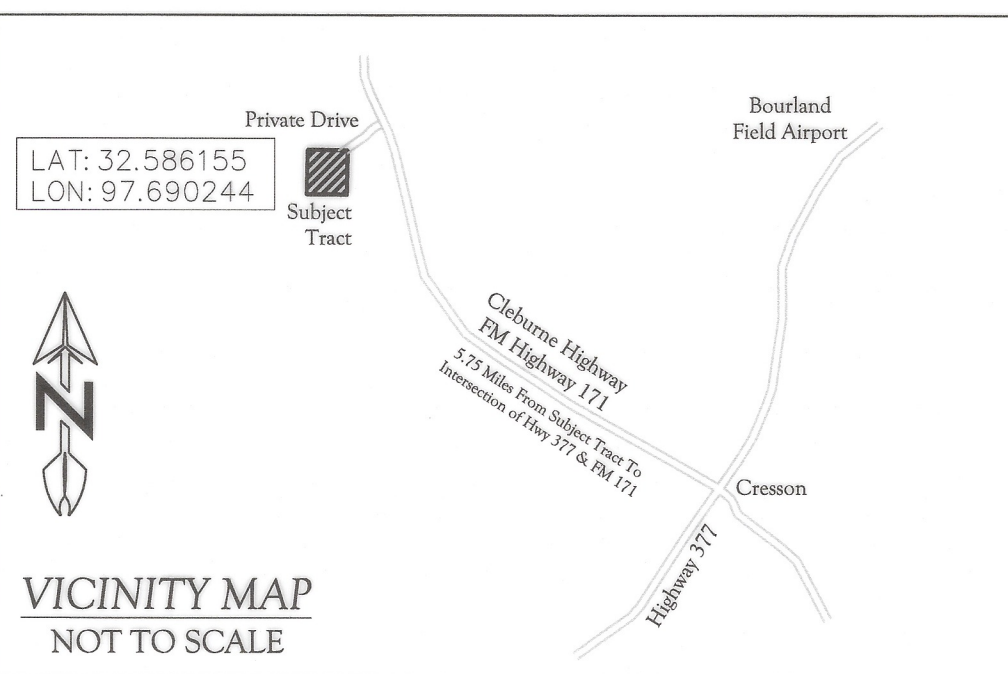 Private Drive
Bourland
Field Airport
LAT: 32.586155
LON: 97.690244
Subject
Tract
Cleburne Highway
FM Highway 171
5.75 Miles From Subject Tract To
Intersection of Hwy 377 & FM 171
N
Cresson
Highway 377
VICINITY MAP
NOT TO SCALE